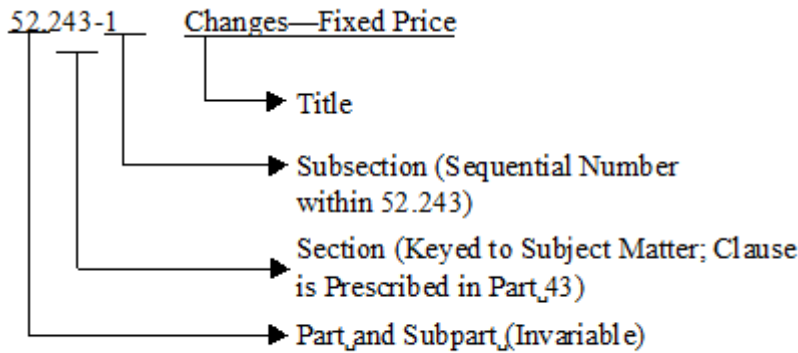 52.243-1 Changes—Fixed Price
Title
Subsection (Sequential Number
within 52.243)
Section (Keyed to Subject Matter; Clause
is Prescribed in Part 43)
Part and Subpart (Invariable)